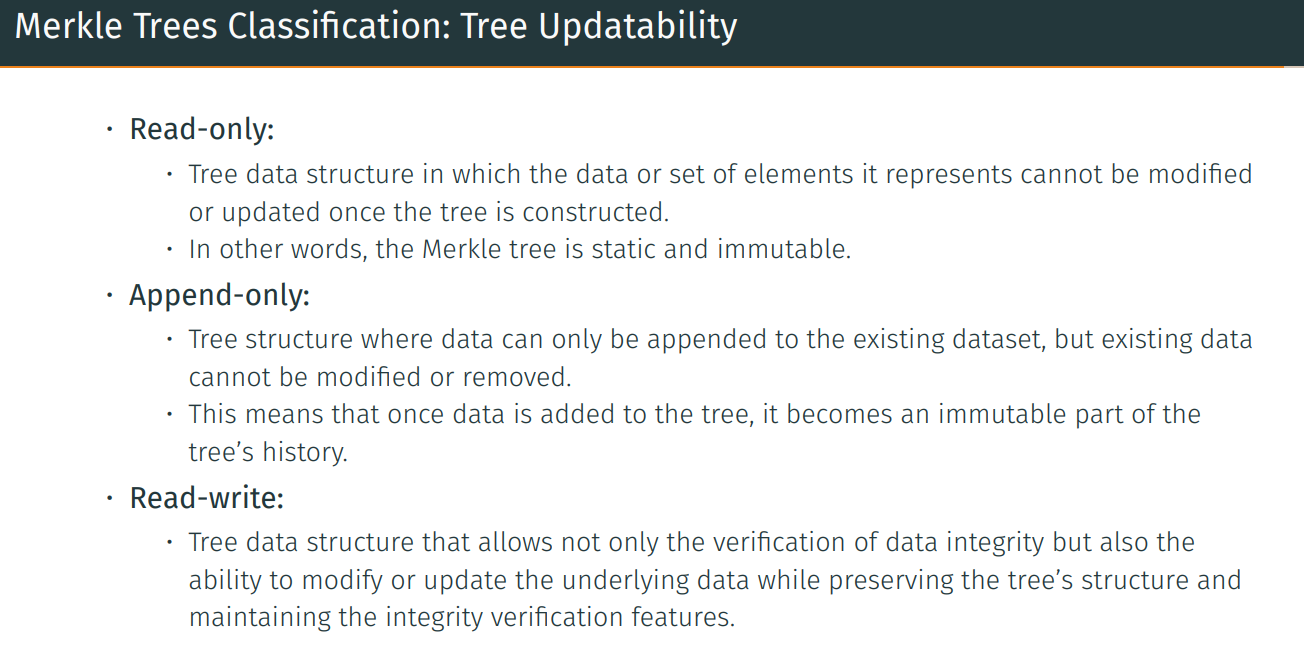 Merkle Trees Classification: Tree Updatability
· Read-only:
· Tree data structure in which the data or set of elements it represents cannot be modified
or updated once the tree is constructed.
· In other words, the Merkle tree is static and immutable.
· Append-only:
· Tree structure where data can only be appended to the existing dataset, but existing data
cannot be modified or removed.
· This means that once data is added to the tree, it becomes an immutable part of the
tree’s history.
· Read-write:
· Tree data structure that allows not only the verification of data integrity but also the
ability to modify or update the underlying data while preserving the tree’s structure and
maintaining the integrity verification features.